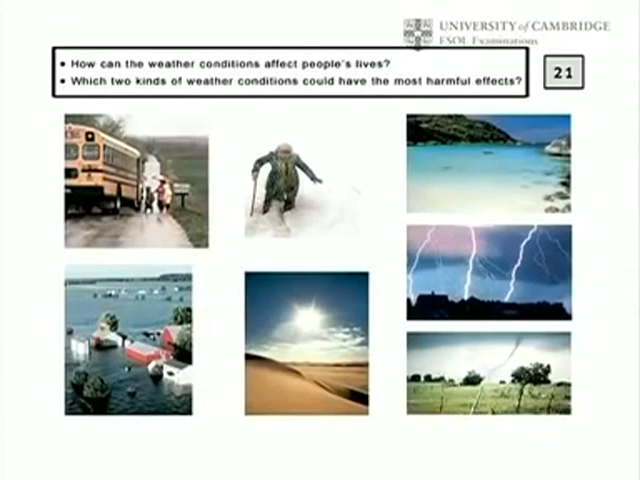 UNIVERSITY of CAMBRIDGE
ESOL Examinations
• How can the weather conditions affect people's lives?
• Which two kinds of weather conditions could have the most harmful effects?
21